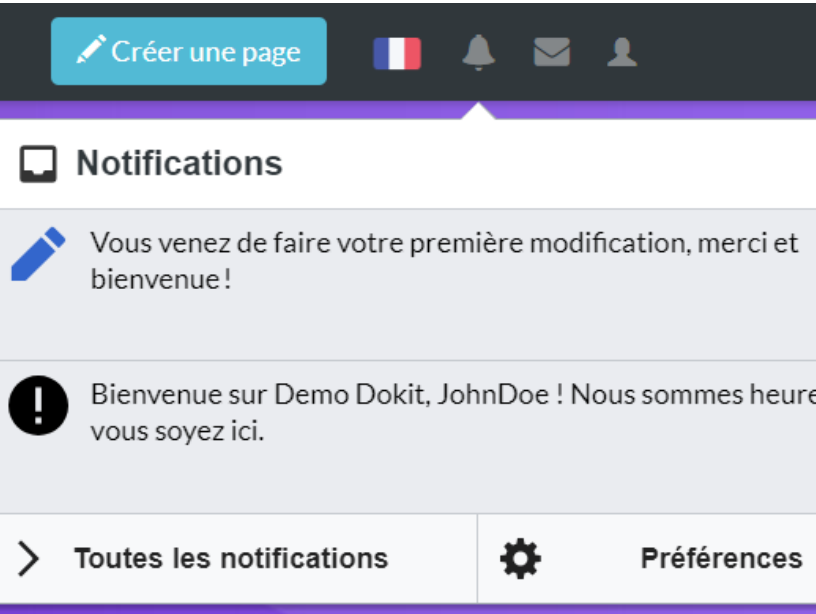 Créer une page
Notifications
Vous venez de faire votre première modification, merci et
bienvenue !
Bienvenue sur Demo Dokit, JohnDoe ! Nous sommes
vous soyez ici.
Toutes les notifications
Préférences